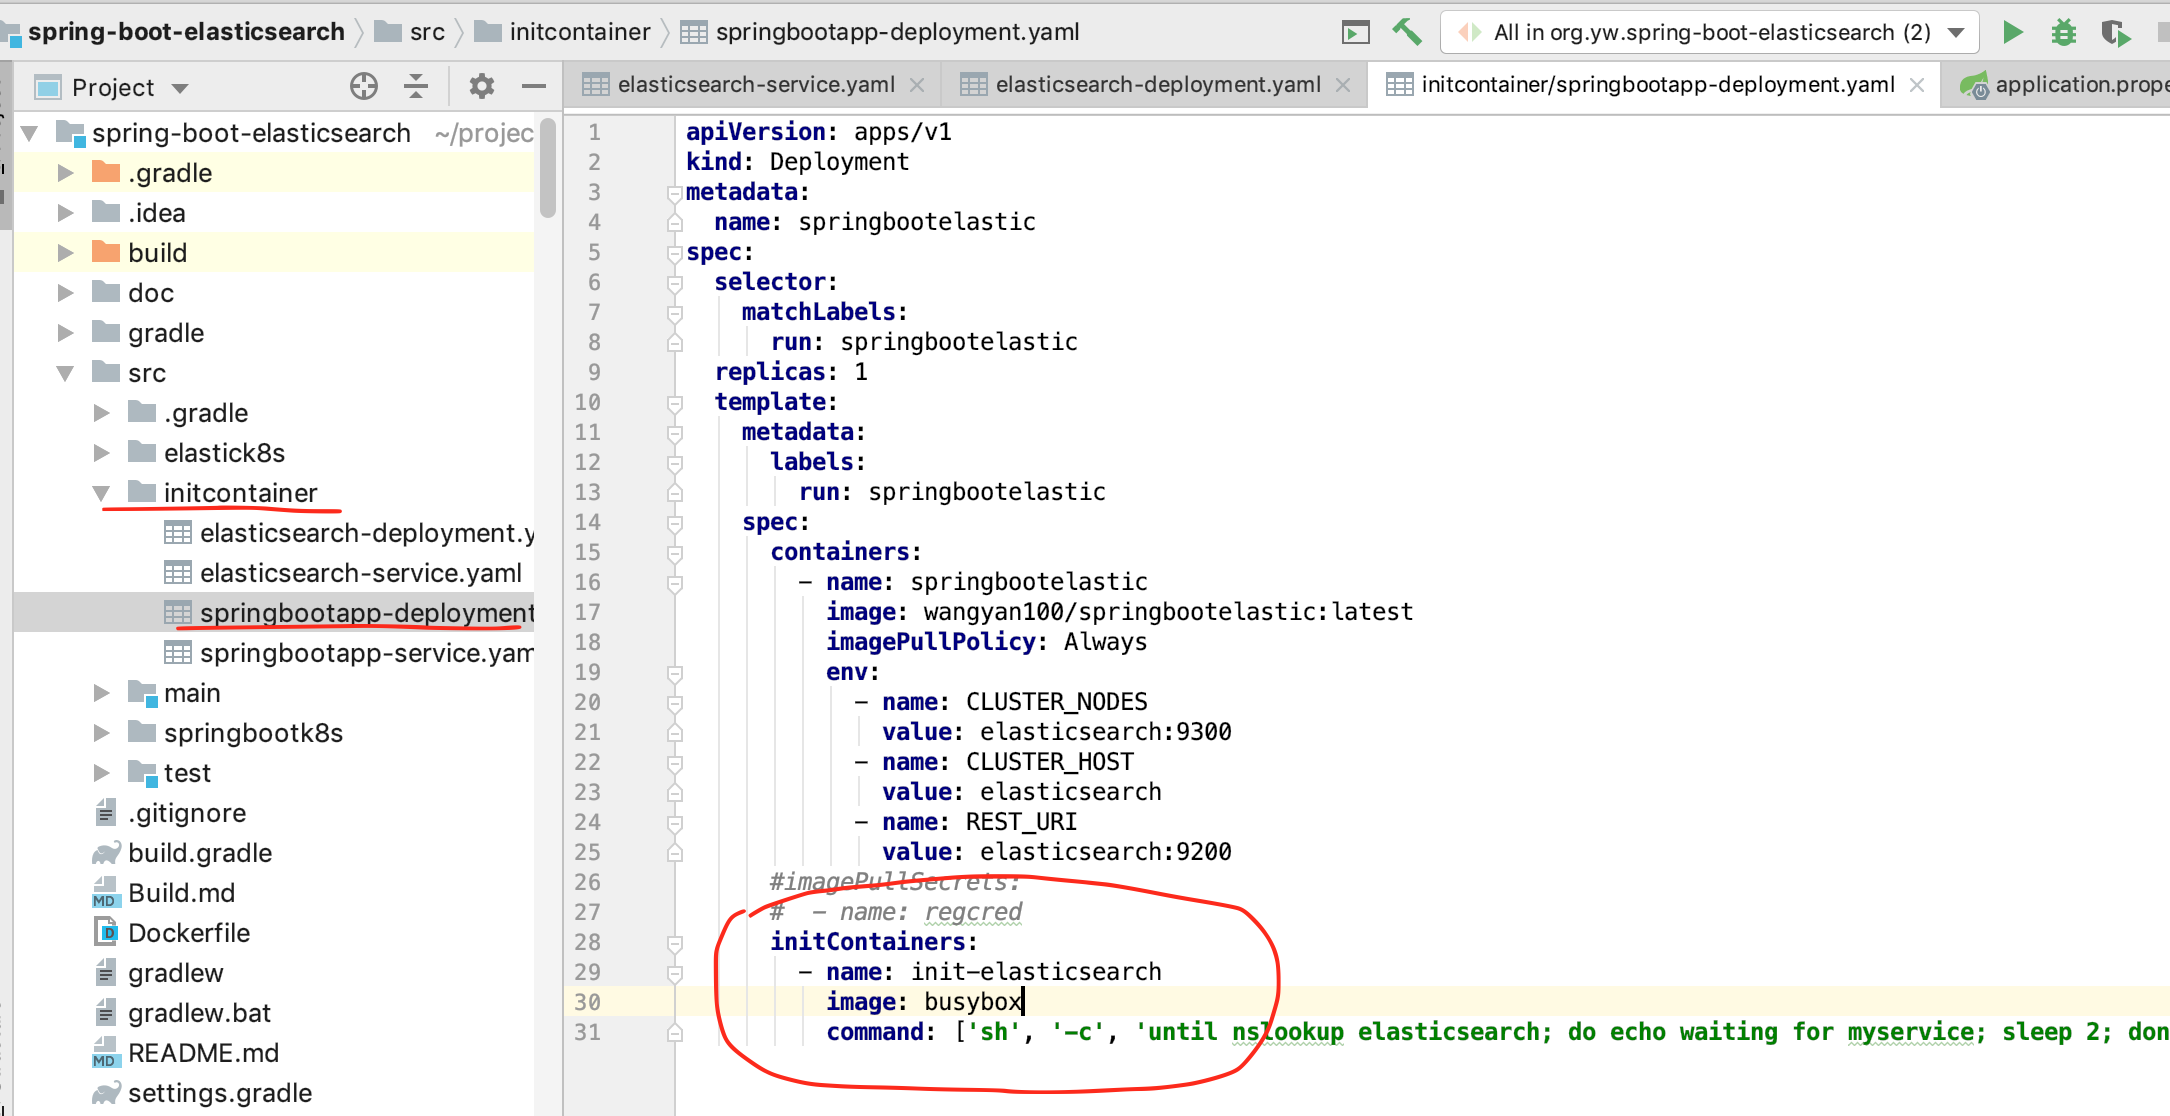 spring-boot-elasticsearch src initcontainer springbootapp-deployment.yaml All in org.yw.spring-boot-elasticsearch (2)
Project
elasticsearch-service.yaml elasticsearch-deployment.yaml initcontainer/springbootapp-deployment.yaml application.prope
spring-boot-elasticsearch ~/projec
.gradle
.idea
build
doc
gradle
src
.gradle
elastick8s
initcontainer
elasticsearch-deployment.y
elasticsearch-service.yaml
springbootapp-deployment
springbootapp-service.yam
main
springbootk8s
test
.gitignore
build.gradle
MD Build.md
D Dockerfile
gradlew
gradlew.bat
MD README.md
settings.gradle
1 apiVersion: apps/v1
2 kind: Deployment
3 metadata:
4   name: springbootelastic
5 spec:
6   selector:
7     matchLabels:
8       run: springbootelastic
9   replicas: 1
10   template:
11     metadata:
12       labels:
13         run: springbootelastic
14     spec:
15       containers:
16         - name: springbootelastic
17           image: wangyan100/springbootelastic:latest
18           imagePullPolicy: Always
19           env:
20             - name: CLUSTER_NODES
21               value: elasticsearch:9300
22             - name: CLUSTER_HOST
23               value: elasticsearch
24             - name: REST_URI
25               value: elasticsearch:9200
26       #imagePullSecrets:
27       #  - name: regcred
28       initContainers:
29         - name: init-elasticsearch
30           image: busybox
31           command: ['sh', '-c', 'until nslookup elasticsearch; do echo waiting for myservice; sleep 2; don